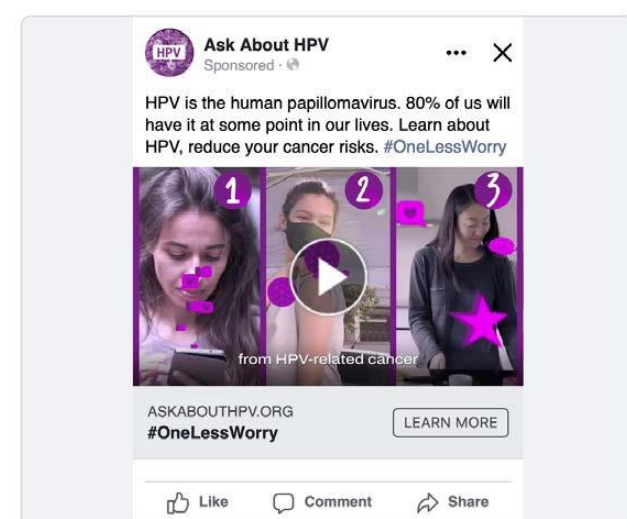 HPV
Ask About HPV
Sponsored ·
HPV is the human papillomavirus. 80% of us will
have it at some point in our lives. Learn about
HPV, reduce your cancer risks. #OneLessWorry
1 2 3
from HPV-related cancer
ASKABOUTHPV.ORG
#OneLessWorry
LEARN MORE
Like Comment Share